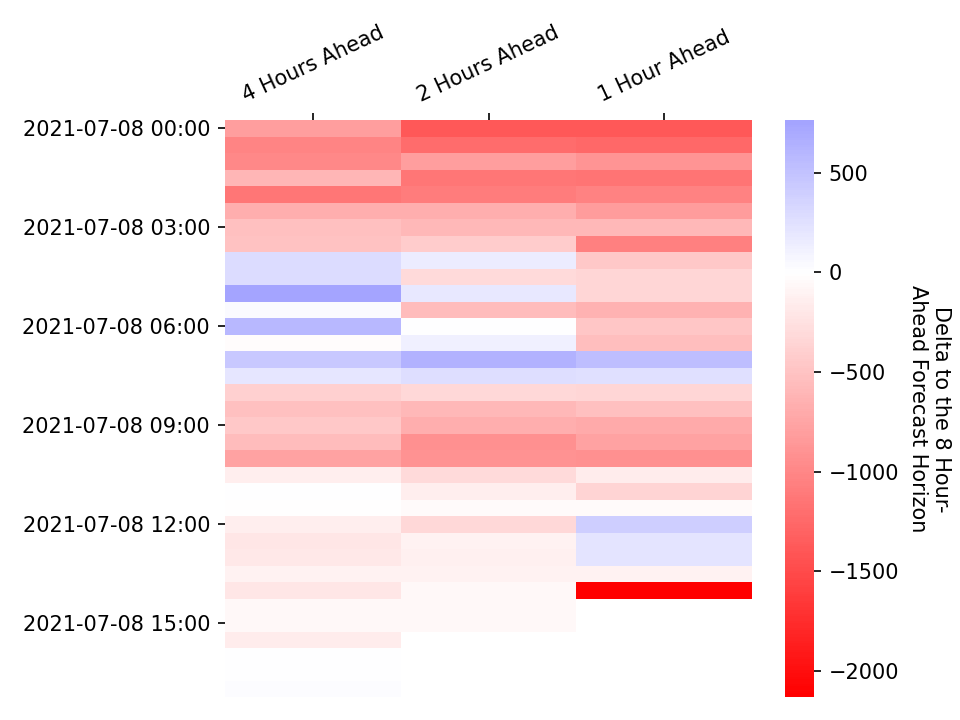 4 Hours Ahead
2 Hours Ahead
1 Hour Ahead
2021-07-08 00:00
2021-07-08 03:00
2021-07-08 06:00
2021-07-08 09:00
2021-07-08 12:00
2021-07-08 15:00
500
0
−500
−1000
−1500
−2000
Delta to the 8 Hour-
Ahead Forecast Horizon